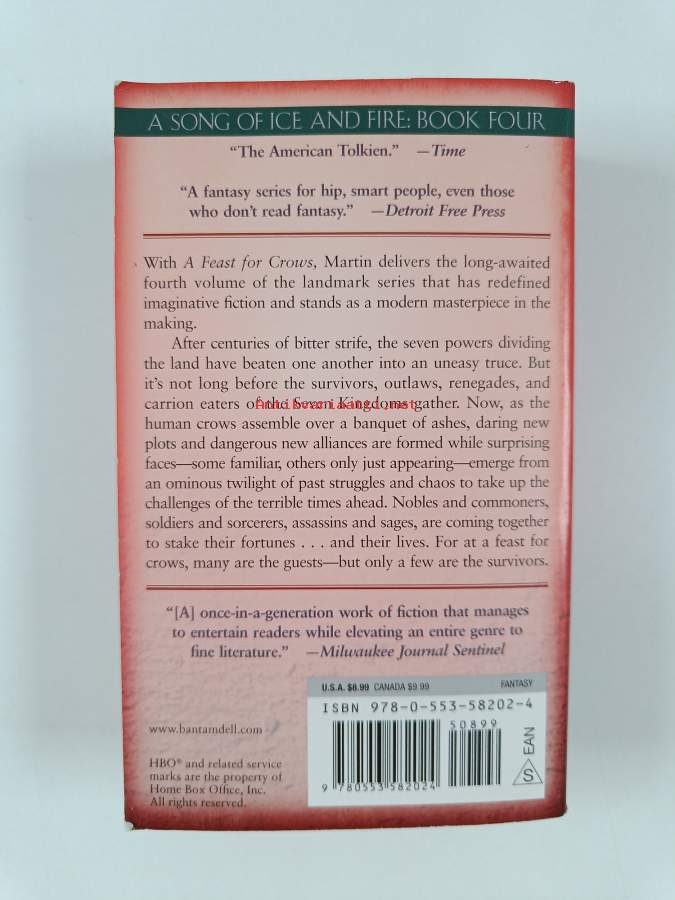 A SONG OF ICE AND FIRE: BOOK FOUR
“The American Tolkien.” —Time
“A fantasy series for hip, smart people, even those
who don’t read fantasy.” —Detroit Free Press
With A Feast for Crows, Martin delivers the long-awaited
fourth volume of the landmark series that has redefined
imaginative fiction and stands as a modern masterpiece in the
making.
After centuries of bitter strife, the seven powers dividing
the land have beaten one another into an uneasy truce. But
it’s not long before the survivors, outlaws, renegades, and
carrion eaters of the Seven Kingdoms gather. Now, as the
Antikvariaatti.net
human crows assemble over a banquet of ashes, daring new
plots and dangerous new alliances are formed while surprising
faces—some familiar, others only just appearing—emerge from
an ominous twilight of past struggles and chaos to take up the
challenges of the terrible times ahead. Nobles and commoners,
soldiers and sorcerers, assassins and sages, are coming together
to stake their fortunes . . . and their lives. For at a feast for
crows, many are the guests—but only a few are the survivors.
“[A] once-in-a-generation work of fiction that manages
to entertain readers while elevating an entire genre to
fine literature.” —Milwaukee Journal Sentinel
U.S.A. $8.99 CANADA $9.99 FANTASY
ISBN 978-0-553-58202-4
50899
9 780553 582024
S EAN
www.bantamdell.com
HBO® and related service
marks are the property of
Home Box Office, Inc.
All rights reserved.